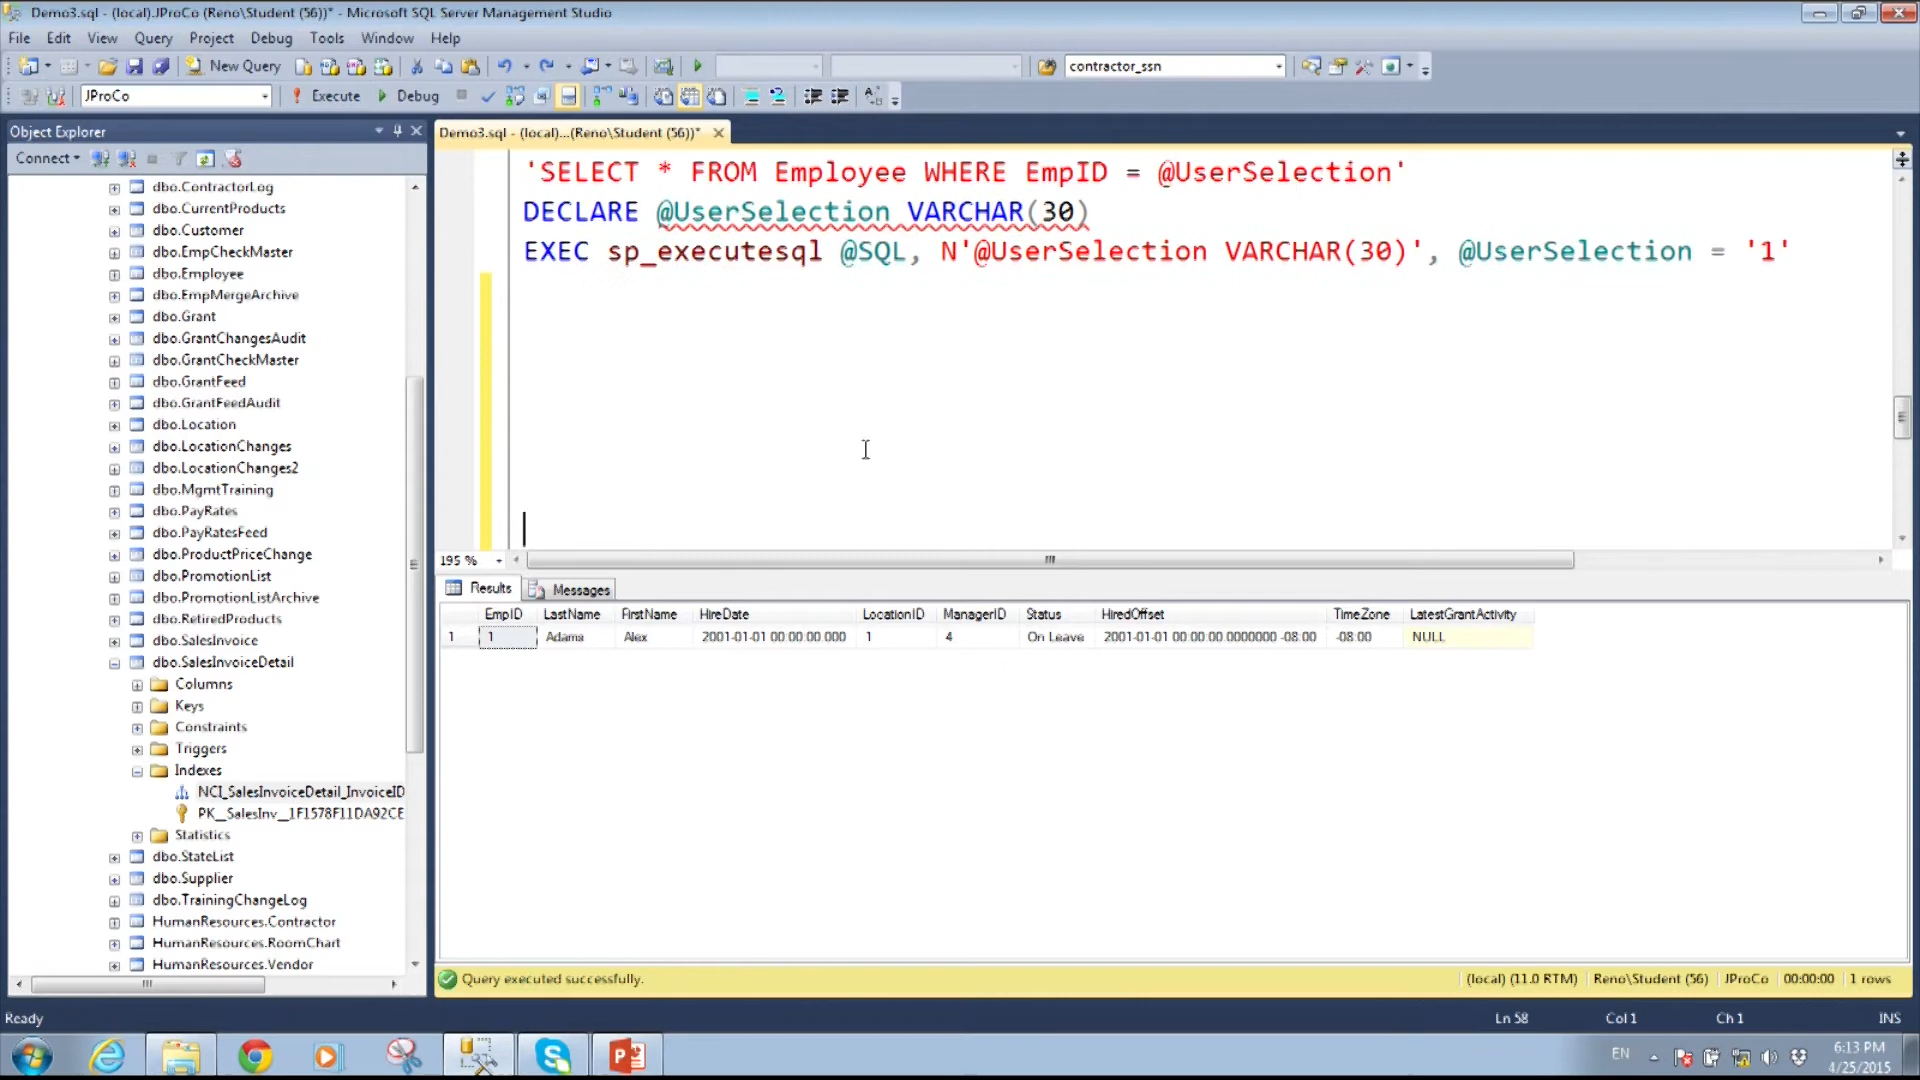 Demo3.sql - (local).JProCo (Reno\Student (56))* - Microsoft SQL Server Management Studio
File Edit View Query Project Debug Tools Window Help
New Query contractor_ssn
JProCo Execute Debug
Object Explorer
Connect
dbo.ContractorLog
dbo.CurrentProducts
dbo.Customer
dbo.EmpCheckMaster
dbo.Employee
dbo.EmpMergeArchive
dbo.Grant
dbo.GrantChangesAudit
dbo.GrantCheckMaster
dbo.GrantFeed
dbo.GrantFeedAudit
dbo.Location
dbo.LocationChanges
dbo.LocationChanges2
dbo.MgmtTraining
dbo.PayRates
dbo.PayRatesFeed
dbo.ProductPriceChange
dbo.PromotionList
dbo.PromotionListArchive
dbo.RetiredProducts
dbo.SalesInvoice
dbo.SalesInvoiceDetail
Columns
Keys
Constraints
Triggers
Indexes
NCI_SalesInvoiceDetail_InvoiceID
PK__SalesInv__1F1578F11DA92CE
Statistics
dbo.StateList
dbo.Supplier
dbo.TrainingChangeLog
HumanResources.Contractor
HumanResources.RoomChart
HumanResources.Vendor
Demo3.sql - (local)...(Reno\Student (56))*
'SELECT * FROM Employee WHERE EmpID = @UserSelection'
DECLARE @UserSelection VARCHAR(30)
EXEC sp_executesql @SQL, N'@UserSelection VARCHAR(30)', @UserSelection = '1'
195 %
Results Messages
EmpID LastName FirstName HireDate LocationID ManagerID Status HiredOffset TimeZone LatestGrantActivity
1 1 Adams Alex 2001-01-01 00:00:00.000 1 4 On Leave 2001-01-01 00:00:00.0000000 -08:00 -08:00 NULL
Query executed successfully. (local) (11.0 RTM) Reno\Student (56) JProCo 00:00:00 1 rows
Ready Ln 58 Col 1 Ch 1 INS
EN 6:13 PM
4/25/2015